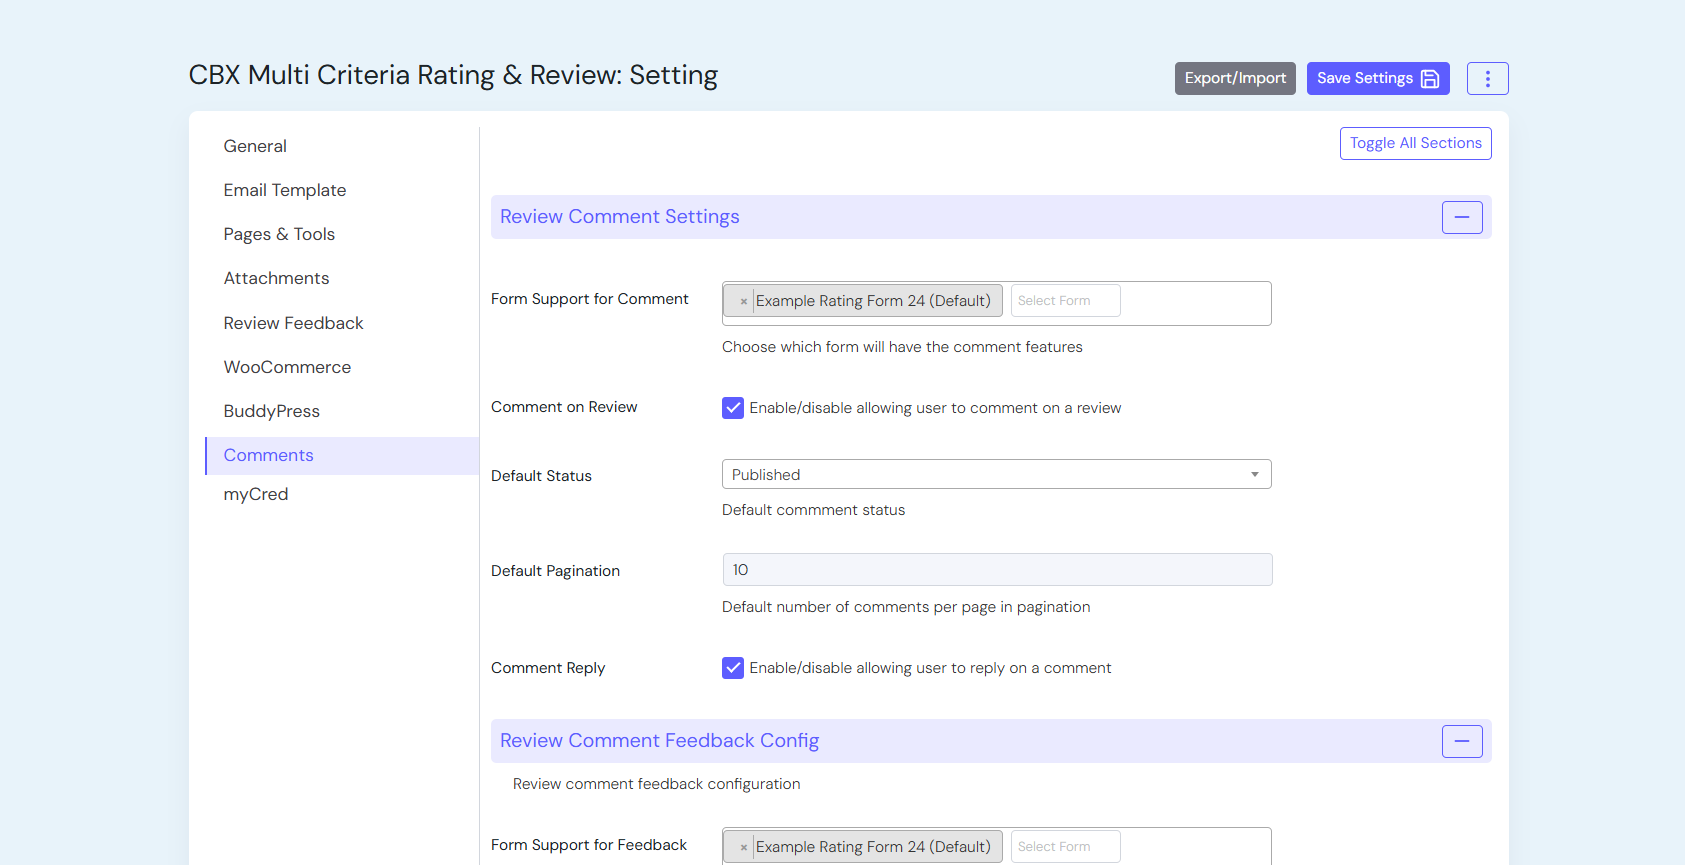 CBX Multi Criteria Rating & Review: Setting
Export/Import
Save Settings
General
Email Template
Pages & Tools
Attachments
Review Feedback
WooCommerce
BuddyPress
Comments
myCred
Toggle All Sections
Review Comment Settings
Form Support for Comment
× Example Rating Form 24 (Default)
Select Form
Choose which form will have the comment features
Comment on Review
Enable/disable allowing user to comment on a review
Default Status
Published
Default commment status
Default Pagination
10
Default number of comments per page in pagination
Comment Reply
Enable/disable allowing user to reply on a comment
Review Comment Feedback Config
Review comment feedback configuration
Form Support for Feedback
× Example Rating Form 24 (Default)
Select Form